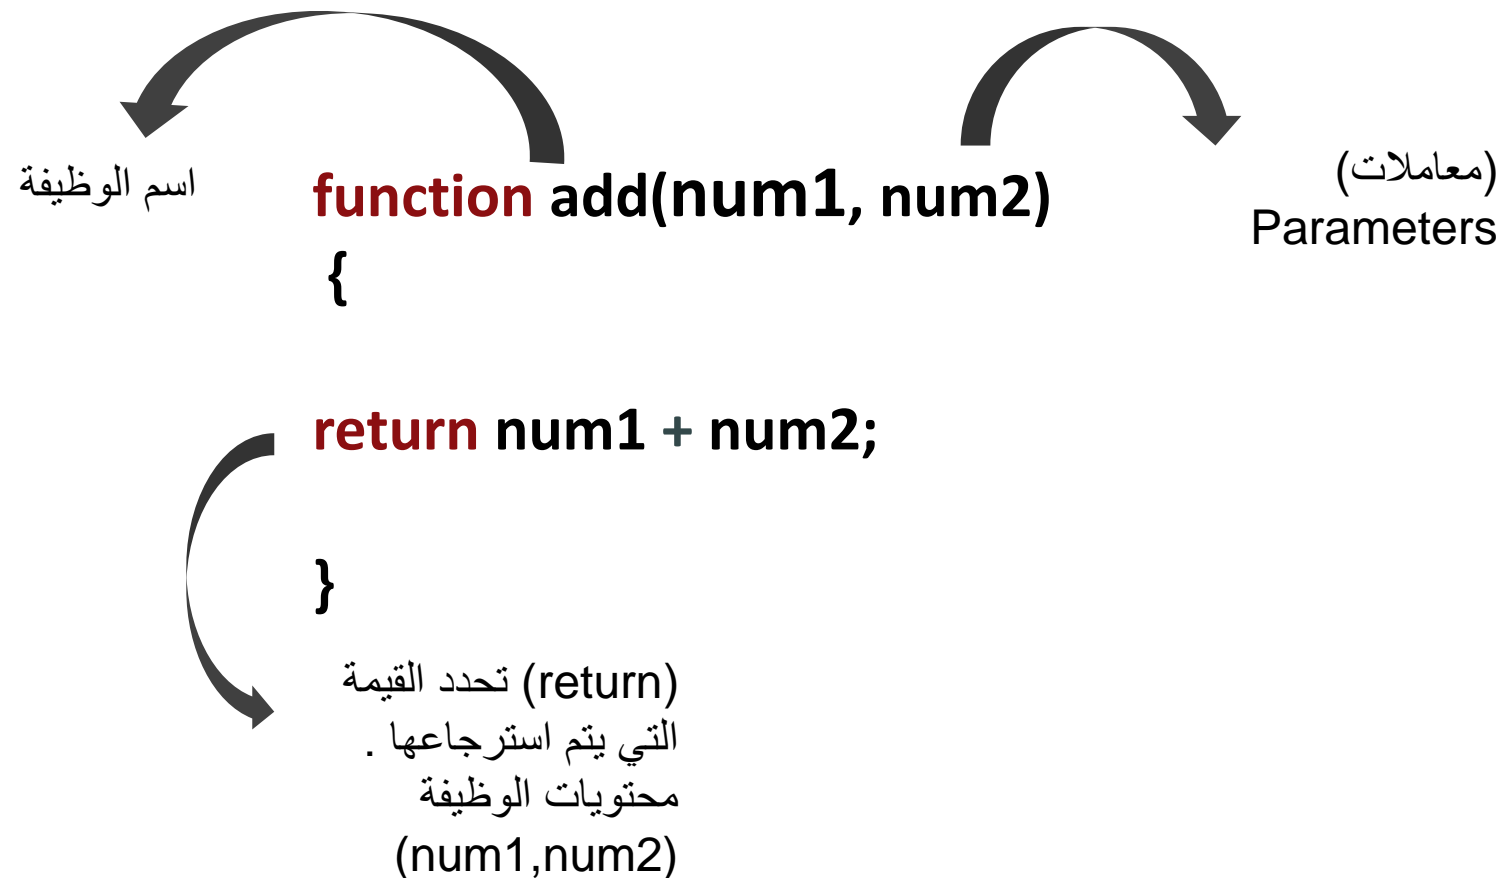 اسم الوظيفة
function add(num1, num2)
(معاملات)
Parameters
{
return num1 + num2;
}
(return) تحدد القيمة
التي يتم استرجاعها .
محتويات الوظيفة
(num1,num2)